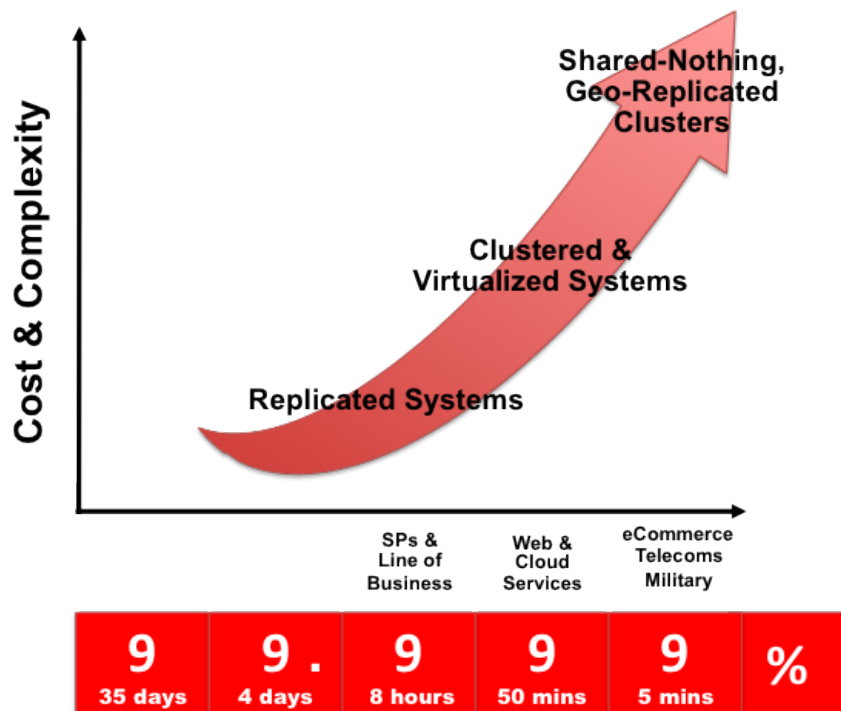 Shared-Nothing,
Geo-Replicated
Clusters
Clustered &
Virtualized Systems
Replicated Systems
Cost & Complexity
SPs &
Line of
Business
Web &
Cloud
Services
eCommerce
Telecoms
Military
9 9. 9 9 9 %
35 days 4 days 8 hours 50 mins 5 mins